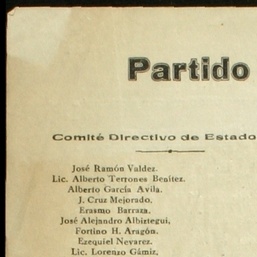 Partido
Comité Directivo de Estado
José Ramón Valdez.
Lic. Alberto Terrones Benítez.
Alberto García Avila.
J. Cruz Mejorado,
Erasmo Barraza,
José Alejandro Albístegui,
Fortino H. Aragón.
Ezequiel Nevarez.
Lic. Lorenzo Gámiz,